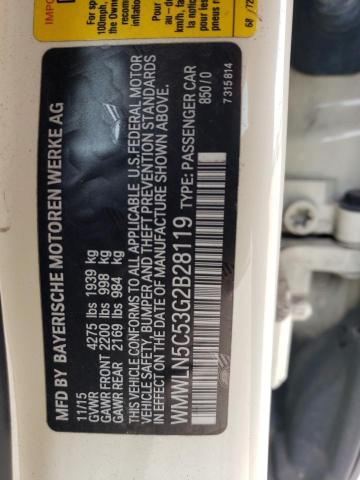 MFD BY BAYERISCHE MOTOREN WERKE AG
11/15
GVWR 4275 lbs 1939 kg
GAWR FRONT 2200 lbs 998 kg
GAWR REAR 2169 lbs 984 kg
THIS VEHICLE CONFORMS TO ALL APPLICABLE U.S. FEDERAL MOTOR
VEHICLE SAFETY, BUMPER, AND THEFT PREVENTION STANDARDS
IN EFFECT ON THE DATE OF MANUFACTURE SHOWN ABOVE.
WMWLN5C53G2B28119 TYPE: PASSENGER CAR
850/0
7 315 814